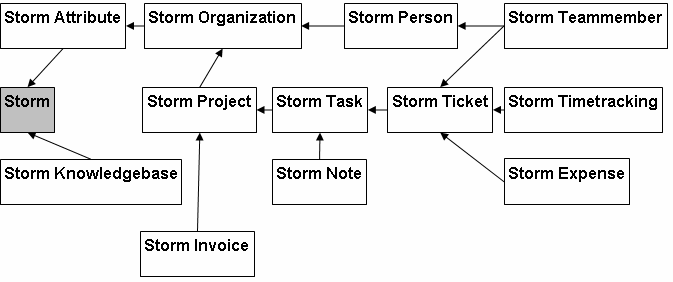 Storm Attribute
Storm Organization
Storm Person
Storm Teammember
Storm
Storm Project
Storm Task
Storm Ticket
Storm Timetracking
Storm Knowledgebase
Storm Note
Storm Expense
Storm Invoice